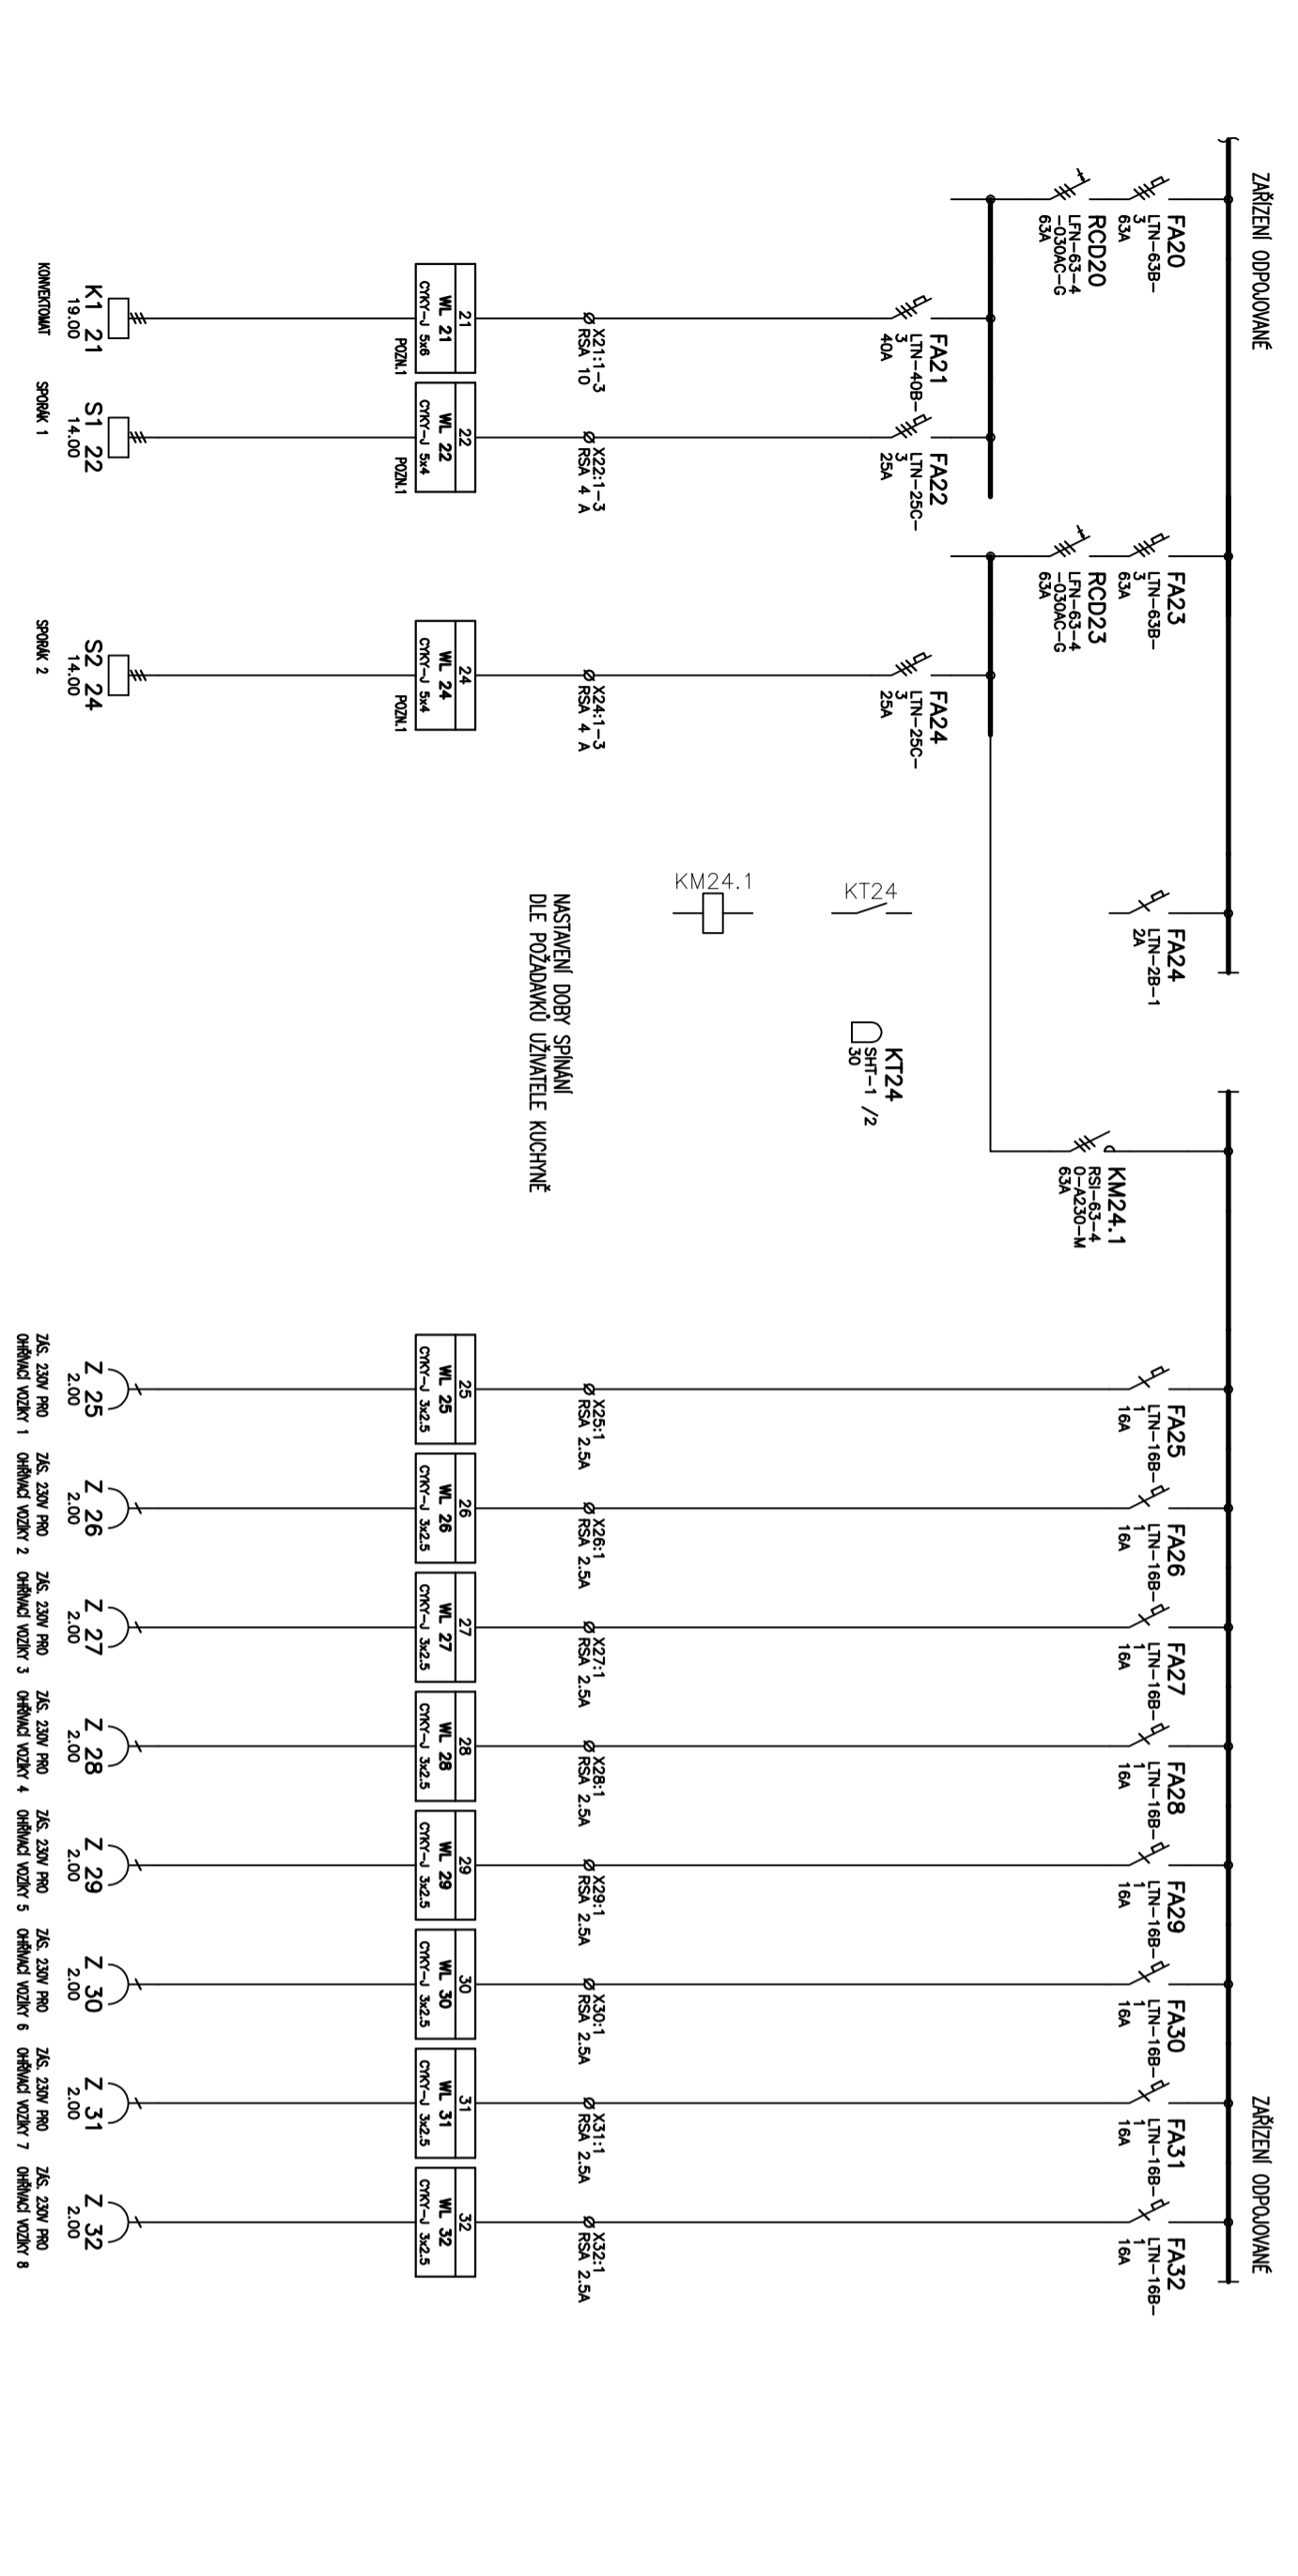 ZAŘÍZENÍ ODPOJOVANÉ
ZAŘÍZENÍ ODPOJOVANÉ
FA20
LTN-63B-
3
63A
RCD20
LFN-63-4
-030AC-G
63A
FA23
LTN-63B-
3
63A
RCD23
LFN-63-4
-030AC-G
63A
FA24
LTN-2B-1
2A
KM24.1
RSI-63-4
0-A230-M
63A
FA25
LTN-16B-
1
16A
FA26
LTN-16B-
1
16A
FA27
LTN-16B-
1
16A
FA28
LTN-16B-
1
16A
FA29
LTN-16B-
1
16A
FA30
LTN-16B-
1
16A
FA31
LTN-16B-
1
16A
FA32
LTN-16B-
1
16A
FA21
LTN-40B-
3
40A
FA22
LTN-25C-
3
25A
FA24
LTN-25C-
3
25A
KT24
KT24
SHT-1 /2
30
KM24.1
NASTAVENÍ DOBY SPÍNÁNÍ
DLE POŽADAVKŮ UŽIVATELE KUCHYNĚ
X21:1-3
RSA 10
X22:1-3
RSA 4 A
X24:1-3
RSA 4 A
X25:1
RSA 2.5A
X26:1
RSA 2.5A
X27:1
RSA 2.5A
X28:1
RSA 2.5A
X29:1
RSA 2.5A
X30:1
RSA 2.5A
X31:1
RSA 2.5A
X32:1
RSA 2.5A
21
WL 21
CYKY-J 5x6
POZN.1
22
WL 22
CYKY-J 5x4
POZN.1
24
WL 24
CYKY-J 5x4
POZN.1
25
WL 25
CYKY-J 3x2.5
26
WL 26
CYKY-J 3x2.5
27
WL 27
CYKY-J 3x2.5
28
WL 28
CYKY-J 3x2.5
29
WL 29
CYKY-J 3x2.5
30
WL 30
CYKY-J 3x2.5
31
WL 31
CYKY-J 3x2.5
32
WL 32
CYKY-J 3x2.5
K1 21
19.00
KONVEKTOMAT
S1 22
14.00
SPORÁK 1
S2 24
14.00
SPORÁK 2
Z 25
2.00
ZÁS. 230V PRO
OHŘÍVACÍ VOZÍKY 1
Z 26
2.00
ZÁS. 230V PRO
OHŘÍVACÍ VOZÍKY 2
Z 27
2.00
ZÁS. 230V PRO
OHŘÍVACÍ VOZÍKY 3
Z 28
2.00
ZÁS. 230V PRO
OHŘÍVACÍ VOZÍKY 4
Z 29
2.00
ZÁS. 230V PRO
OHŘÍVACÍ VOZÍKY 5
Z 30
2.00
ZÁS. 230V PRO
OHŘÍVACÍ VOZÍKY 6
Z 31
2.00
ZÁS. 230V PRO
OHŘÍVACÍ VOZÍKY 7
Z 32
2.00
ZÁS. 230V PRO
OHŘÍVACÍ VOZÍKY 8